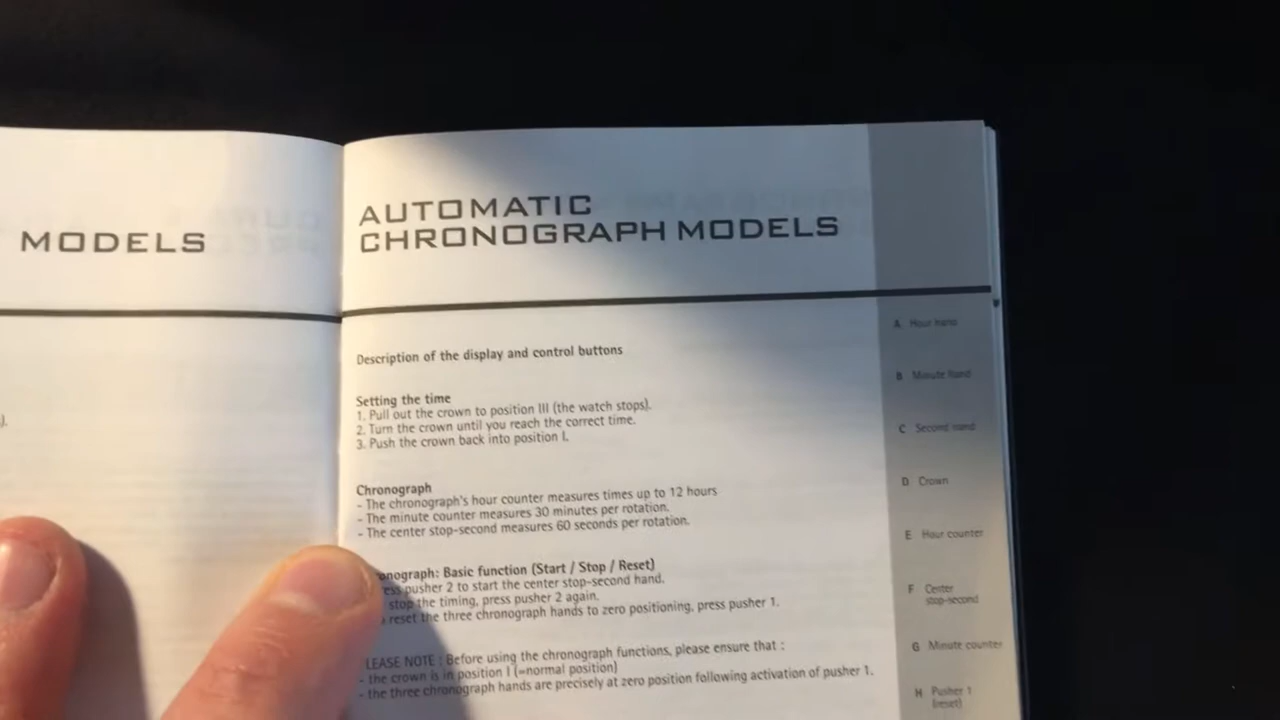 MODELS
).
AUTOMATIC
CHRONOGRAPH MODELS
Description of the display and control buttons
Setting the time
1. Pull out the crown to position III (the watch stops).
2. Turn the crown until you reach the correct time.
3. Push the crown back into position I.
Chronograph
- The chronograph's hour counter measures times up to 12 hours
- The minute counter measures 30 minutes per rotation.
- The center stop-second measures 60 seconds per rotation.
onograph: Basic function (Start / Stop / Reset)
ess pusher 2 to start the center stop-second hand.
stop the timing, press pusher 2 again.
reset the three chronograph hands to zero positioning, press pusher 1.
LEASE NOTE : Before using the chronograph functions, please ensure that :
- the crown is in position I (=normal position)
- the three chronograph hands are precisely at zero position following activation of pusher 1.
A Hour hand
B Minute hand
C Second hand
D Crown
E Hour counter
F Center
stop-second
G Minute counter
H Pusher 1
(reset)